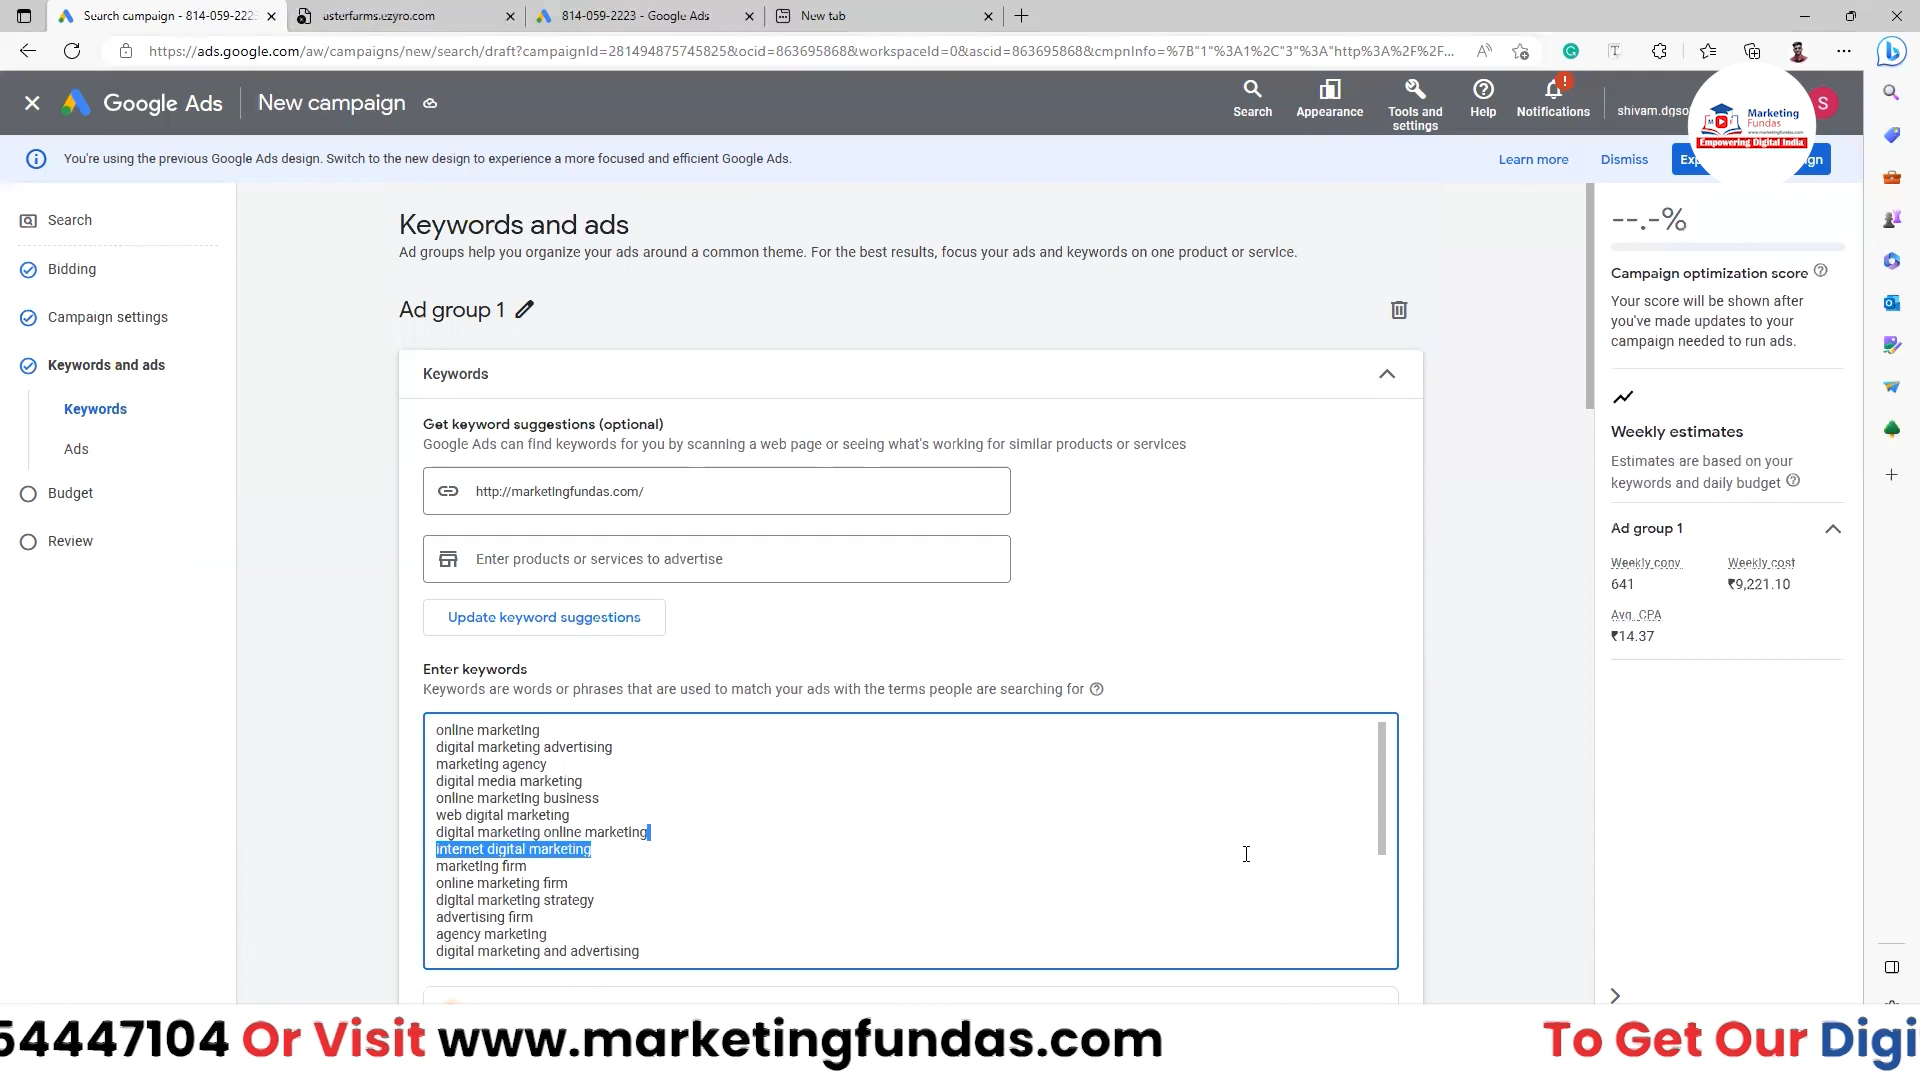 Search campaign - 814-059-222
asterfarms.ezyro.com
814-059-2223 - Google Ads
New tab
https://ads.google.com/aw/campaigns/new/search/draft?campaignId=281494875745825&ocid=863695868&workspaceId=0&ascid=863695868&cmpnInfo=%7B"1"%3A1%2C"3"%3A"http%3A%2F%2F...
Google Ads
New campaign
Search
Appearance
Tools and settings
Help
Notifications
shivam.dgso
S
Marketing
Fundas
www.marketingfundas.com
Empowering Digital India
You're using the previous Google Ads design. Switch to the new design to experience a more focused and efficient Google Ads.
Learn more
Dismiss
Exp
gn
Search
Bidding
Campaign settings
Keywords and ads
Keywords
Ads
Budget
Review
Keywords and ads
Ad groups help you organize your ads around a common theme. For the best results, focus your ads and keywords on one product or service.
Ad group 1
Keywords
Get keyword suggestions (optional)
Google Ads can find keywords for you by scanning a web page or seeing what's working for similar products or services
http://marketingfundas.com/
Enter products or services to advertise
Update keyword suggestions
Enter keywords
Keywords are words or phrases that are used to match your ads with the terms people are searching for
online marketing
digital marketing advertising
marketing agency
digital media marketing
online marketing business
web digital marketing
digital marketing online marketing
internet digital marketing
marketing firm
online marketing firm
digital marketing strategy
advertising firm
agency marketing
digital marketing and advertising
--.-%
Campaign optimization score
Your score will be shown after
you've made updates to your
campaign needed to run ads.
Weekly estimates
Estimates are based on your
keywords and daily budget
Ad group 1
Weekly conv.
Weekly cost
641
₹9,221.10
Avg. CPA
₹14.37
54447104 Or Visit www.marketingfundas.com
To Get Our Digi